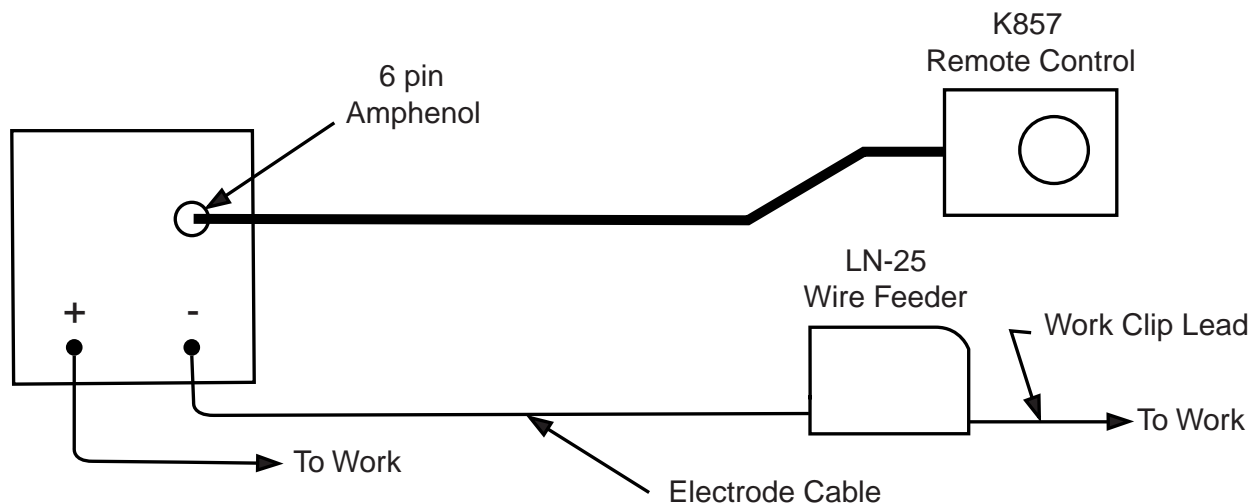 K857
Remote Control
6 pin
Amphenol
LN-25
Wire Feeder
+
-
Work Clip Lead
To Work
To Work
Electrode Cable